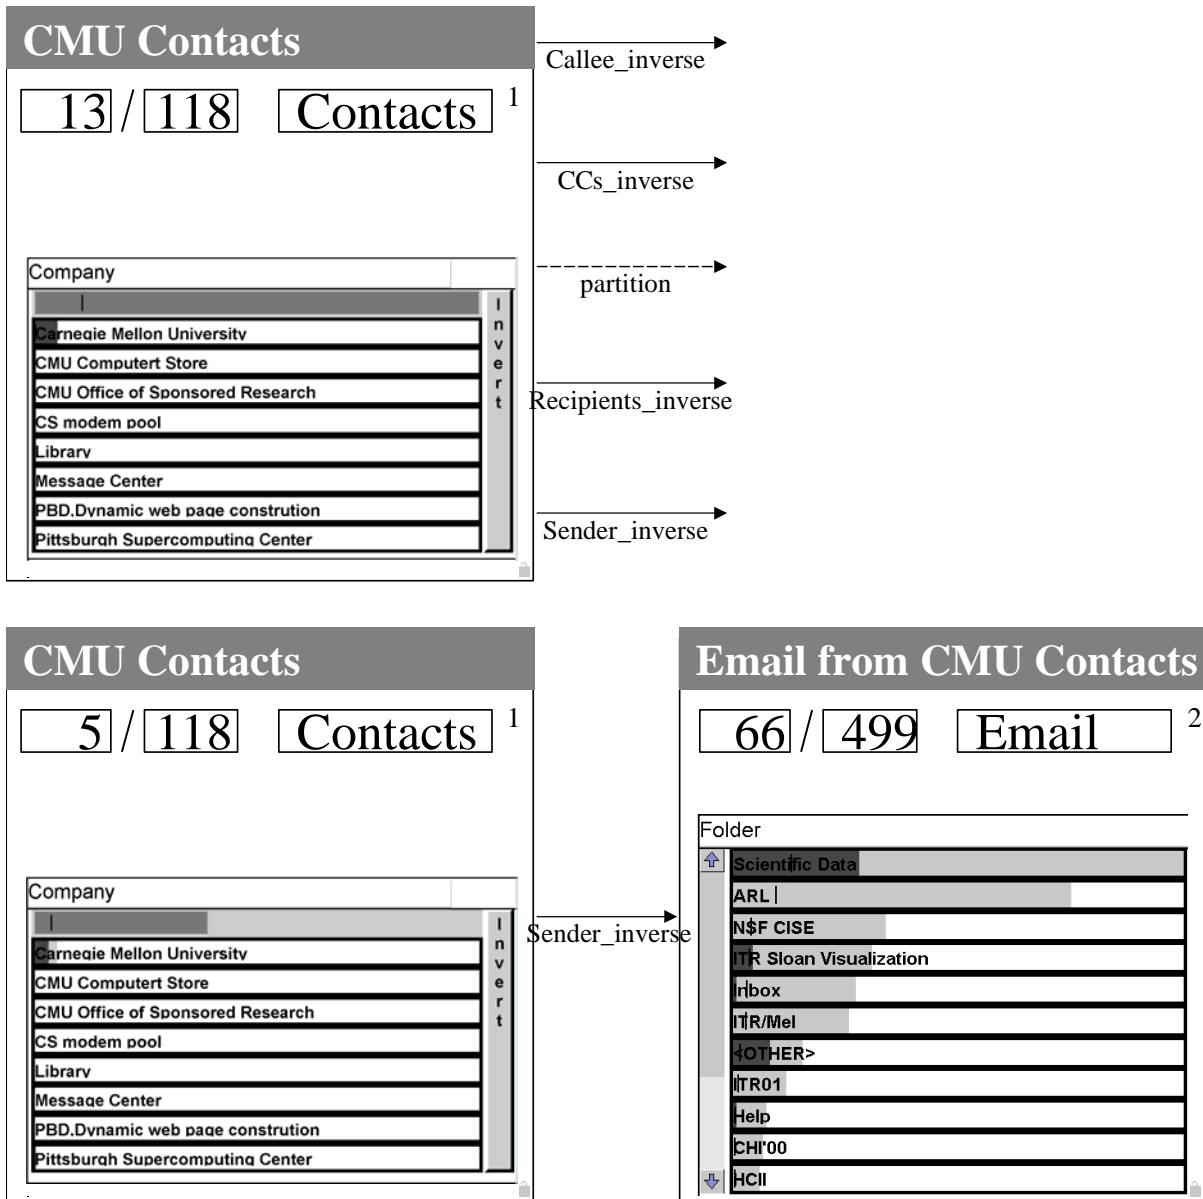 CMU Contacts
13 / 118 Contacts 1
Company
Invert
Carnegie Mellon University
CMU Computert Store
CMU Office of Sponsored Research
CS modem pool
Library
Message Center
PBD,Dynamic web page constrution
Pittsburgh Supercomputing Center
Callee_inverse
CCs_inverse
partition
Recipients_inverse
Sender_inverse
CMU Contacts
5 / 118 Contacts 1
Company
Invert
Carnegie Mellon University
CMU Computert Store
CMU Office of Sponsored Research
CS modem pool
Library
Message Center
PBD,Dynamic web page constrution
Pittsburgh Supercomputing Center
Sender_inverse
Email from CMU Contacts
66 / 499 Email 2
Folder
Scientific Data
ARL
NSF CISE
ITR Sloan Visualization
Inbox
ITR/Mel
<OTHER>
ITR01
Help
CHI'00
HCII